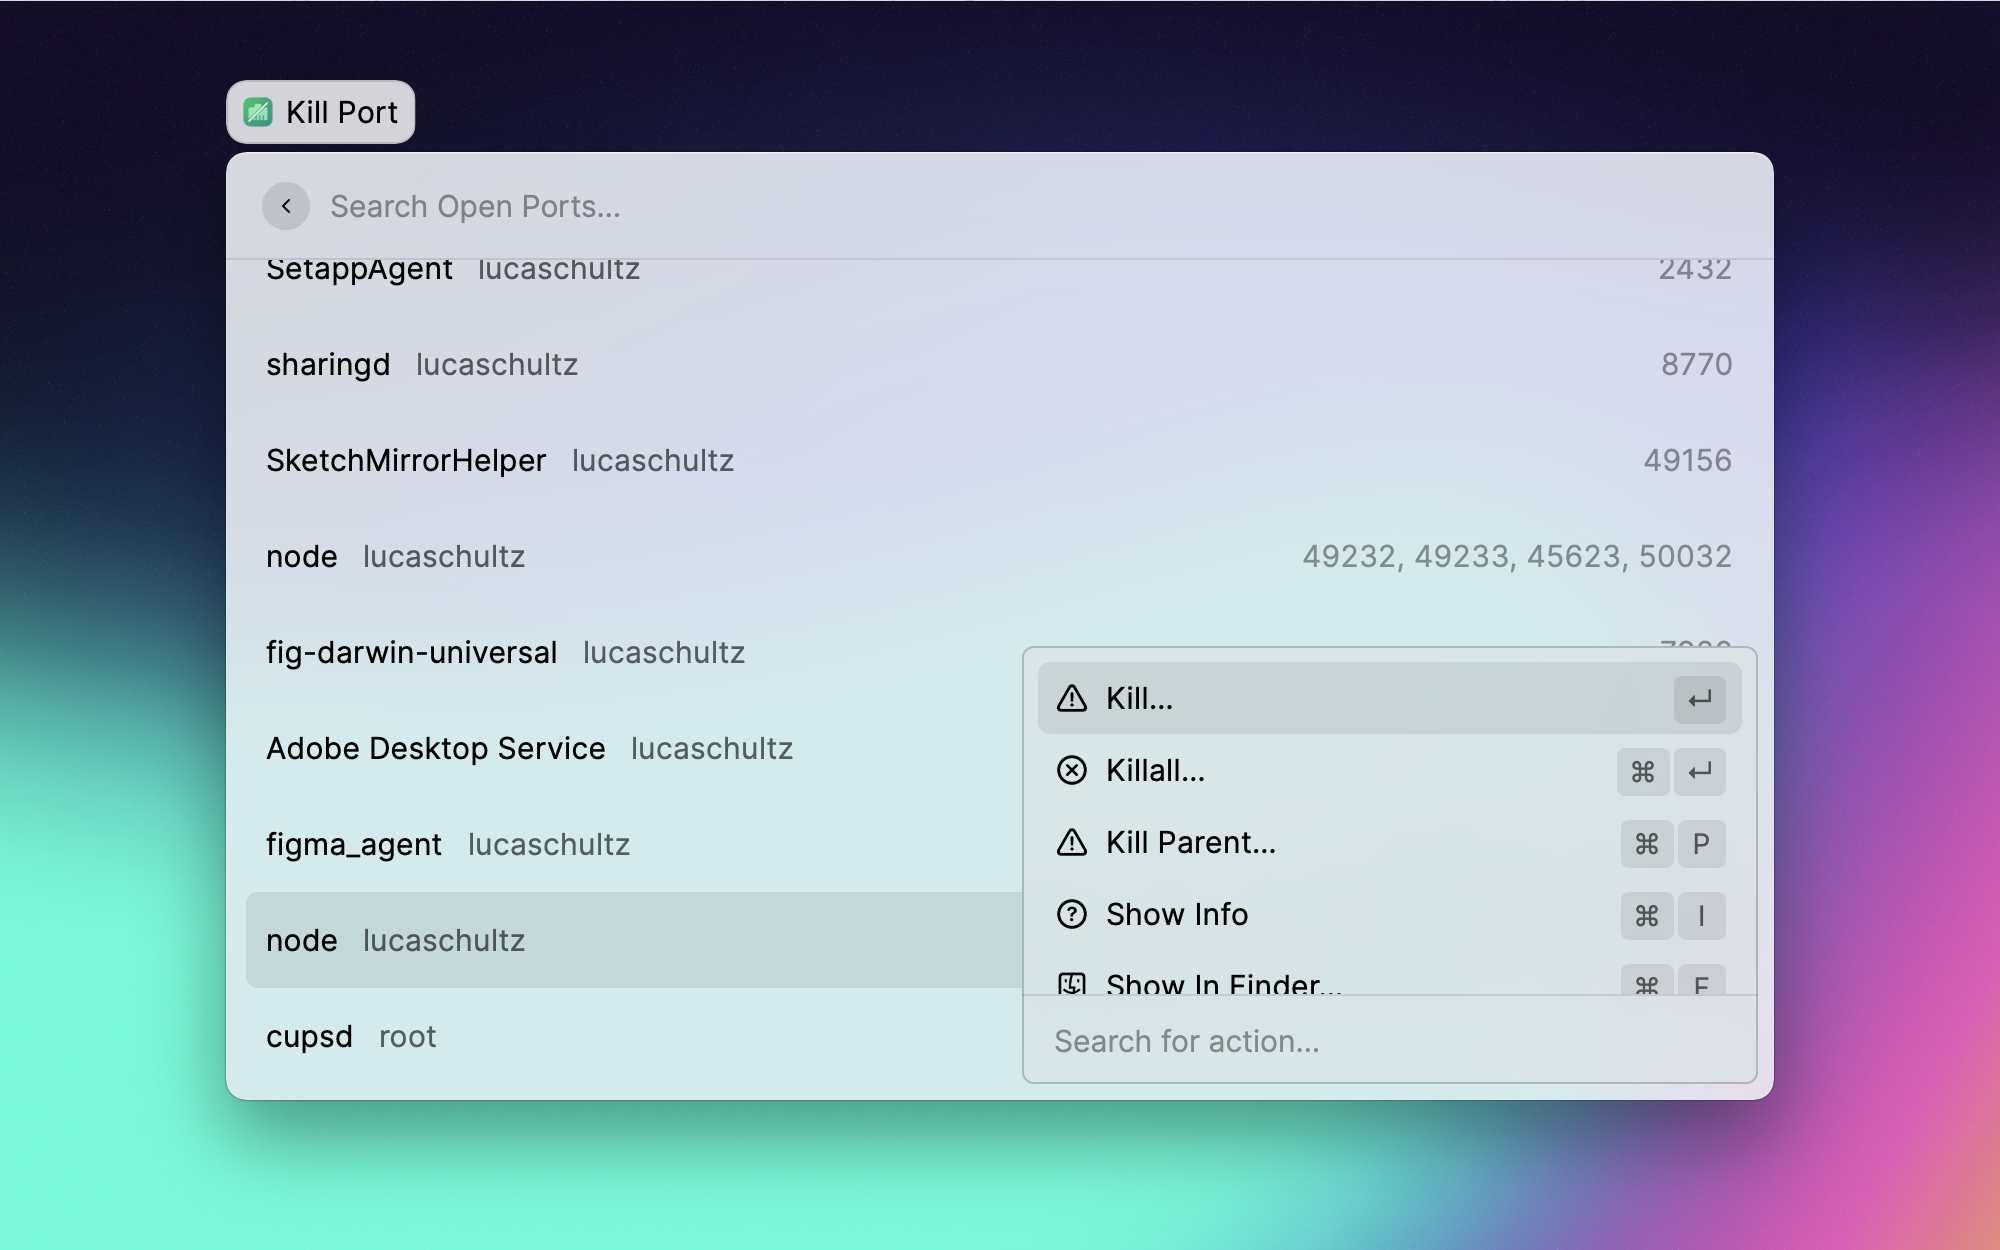 Kill Port
Search Open Ports...
SetappAgent lucaschultz 2432
sharingd lucaschultz 8770
SketchMirrorHelper lucaschultz 49156
node lucaschultz 49232, 49233, 45623, 50032
fig-darwin-universal lucaschultz
Kill... ↵
Adobe Desktop Service lucaschultz
Killall... ⌘ ↵
figma_agent lucaschultz
Kill Parent... ⌘ P
Show Info ⌘ I
node lucaschultz
Show In Finder... ⌘ F
cupsd root
Search for action...